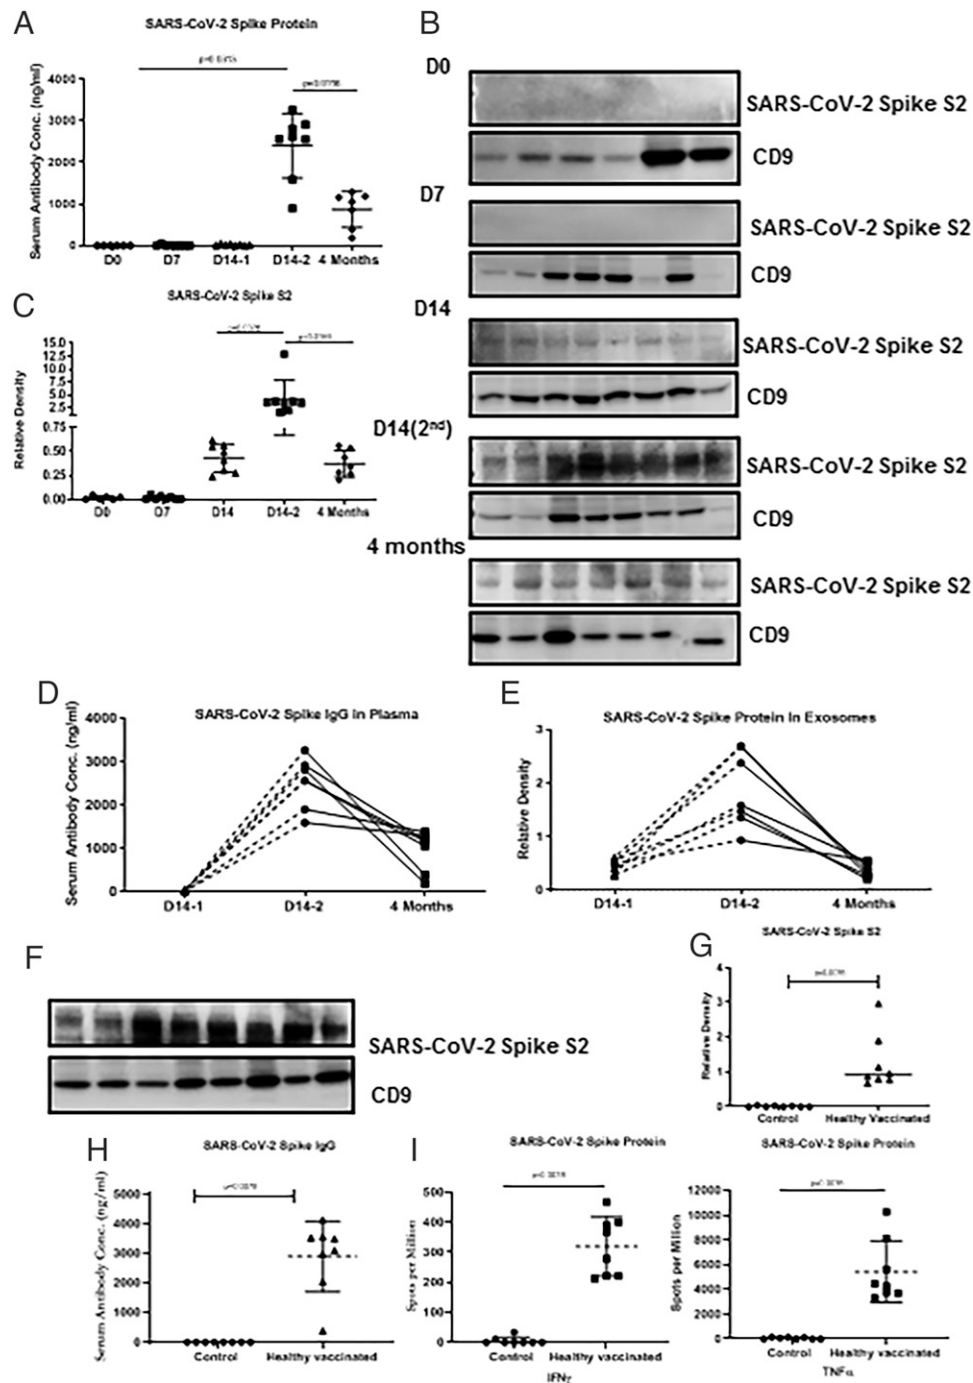 A
SARS-CoV-2 Spike Protein
Serum Antibody Conc. (ng/ml)
4000
3000
2000
1000
0
D0 D7 D14-1 D14-2 4 Months
B
D0
SARS-CoV-2 Spike S2
CD9
D7
SARS-CoV-2 Spike S2
CD9
D14
SARS-CoV-2 Spike S2
CD9
D14(2nd)
SARS-CoV-2 Spike S2
CD9
4 months
SARS-CoV-2 Spike S2
CD9
C
SARS-CoV-2 Spike S2
Relative Density
15.0
12.5
10.0
7.5
5.0
2.5
0.75
0.50
0.25
0.00
D0 D7 D14 D14-2 4 Months
D
SARS-CoV-2 Spike IgG in Plasma
Serum Antibody Conc. (ng/ml)
4000
3000
2000
1000
0
D14-1 D14-2 4 Months
E
SARS-CoV-2 Spike Protein In Exosomes
Relative Density
3
2
1
0
D14-1 D14-2 4 Months
F
SARS-CoV-2 Spike S2
CD9
G
SARS-CoV-2 Spike S2
Relative Density
4
3
2
1
0
Control Healthy Vaccinated
H
SARS-CoV-2 Spike IgG
Serum Antibody Conc. (ng/ml)
5000
4000
3000
2000
1000
0
Control Healthy vaccinated
I
SARS-CoV-2 Spike Protein
Spots per Million
500
400
300
200
100
0
Control Healthy vaccinated
IFNγ
SARS-CoV-2 Spike Protein
Spots per Million
12000
10000
8000
6000
4000
2000
0
Control Healthy vaccinated
TNFα